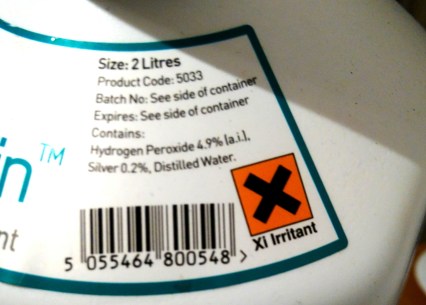 Size: 2 Litres
Product Code: 5033
Batch No: See side of container
Expires: See side of container
Contains:
Hydrogen Peroxide 4.9% (a.i.),
Silver 0.2%, Distilled Water.
in™
nt
5 055464 800548 >
Xi Irritant